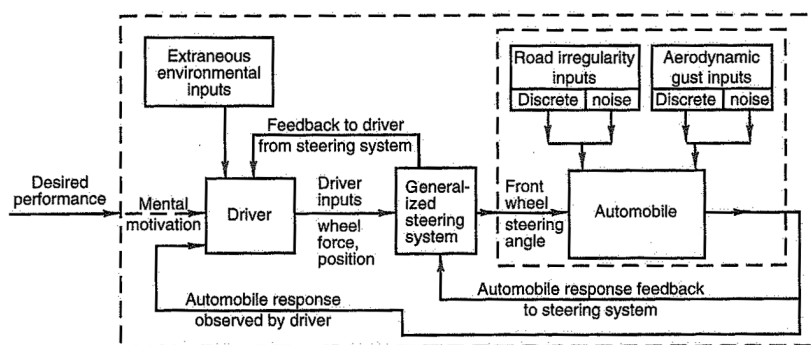 Extraneous
environmental
inputs
Road irregularity
inputs
Discrete noise
Aerodynamic
gust inputs
Discrete noise
Feedback to driver
from steering system
Desired
performance
Mental
motivation
Driver
Driver
inputs
wheel
force,
position
General-
ized
steering
system
Front
wheel
steering
angle
Automobile
Automobile response feedback
to steering system
Automobile response
observed by driver